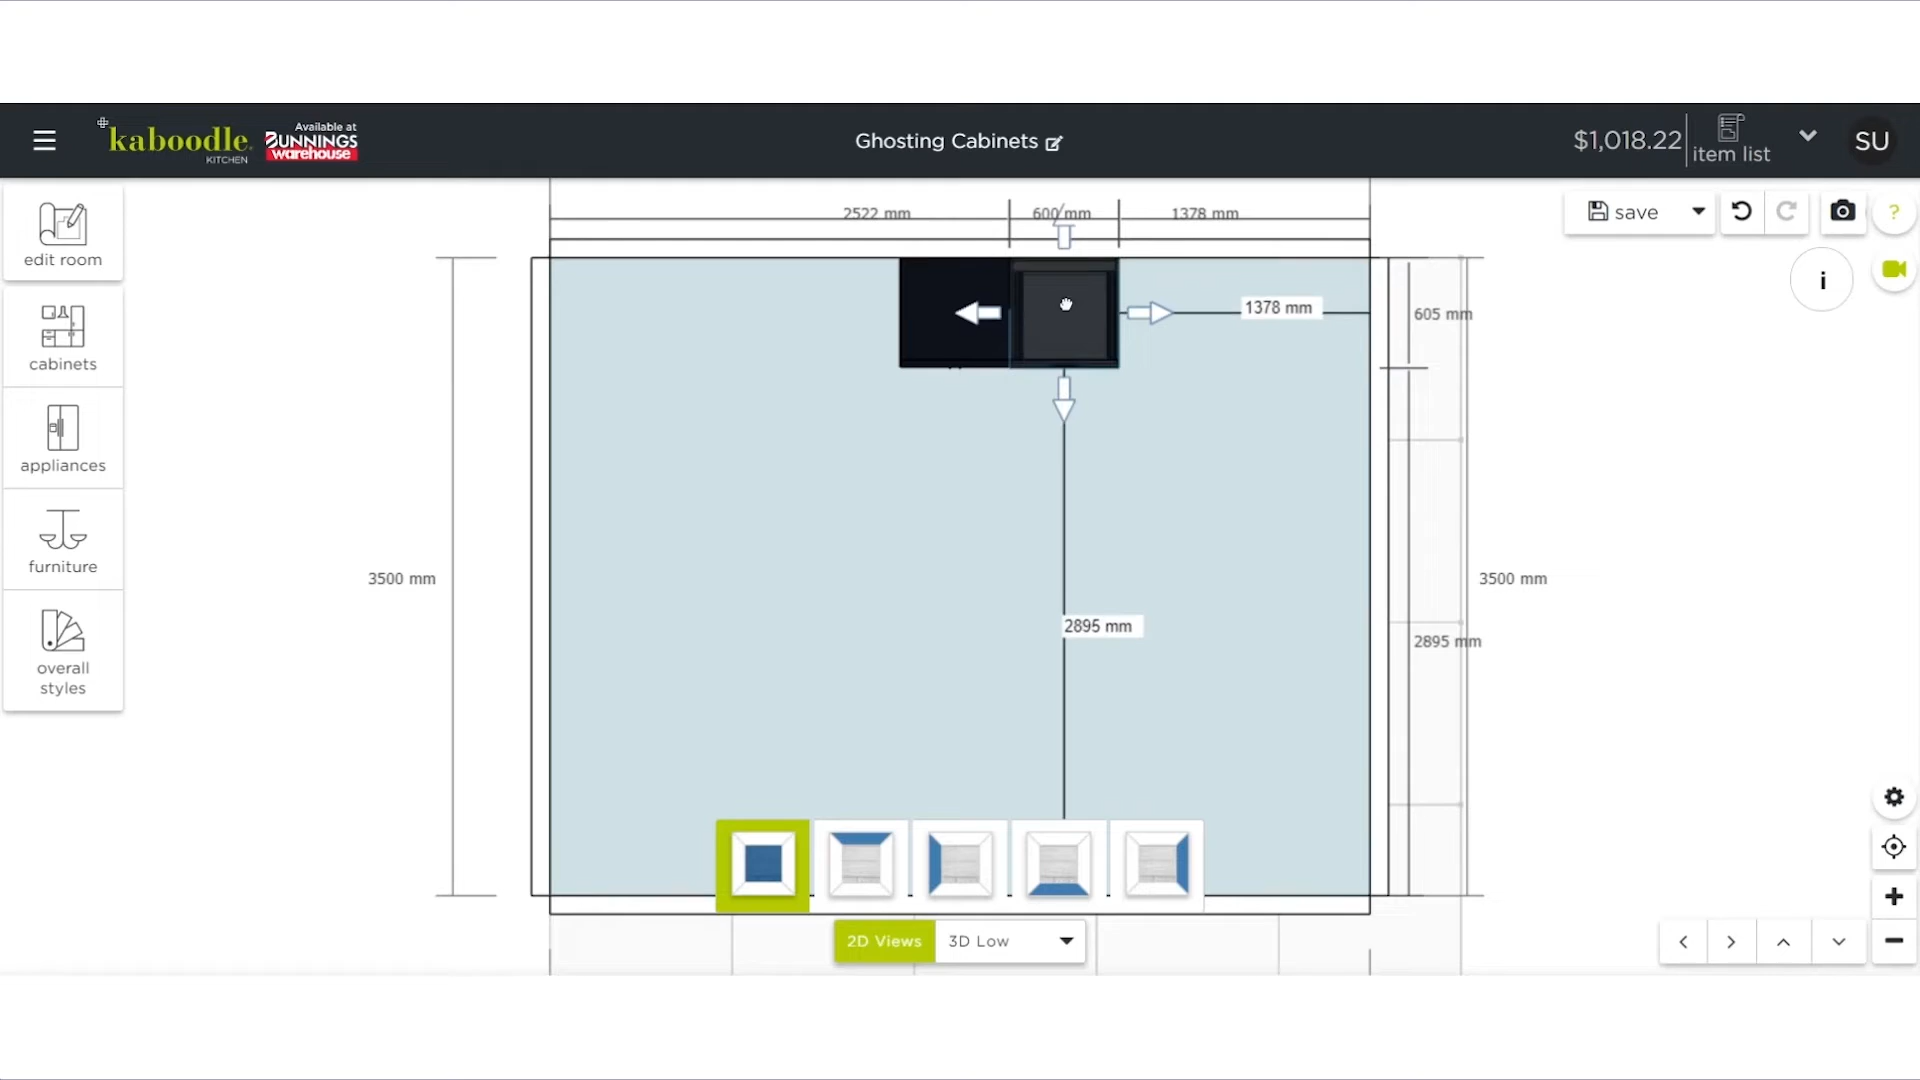 kaboodle
KITCHEN
Available at
BUNNINGS
warehouse
Ghosting Cabinets
$1,018.22
item list
SU
edit room
cabinets
appliances
furniture
overall
styles
save
?
i
2522 mm
600 mm
1378 mm
1378 mm
605 mm
3500 mm
3500 mm
2895 mm
2895 mm
2D Views
3D Low